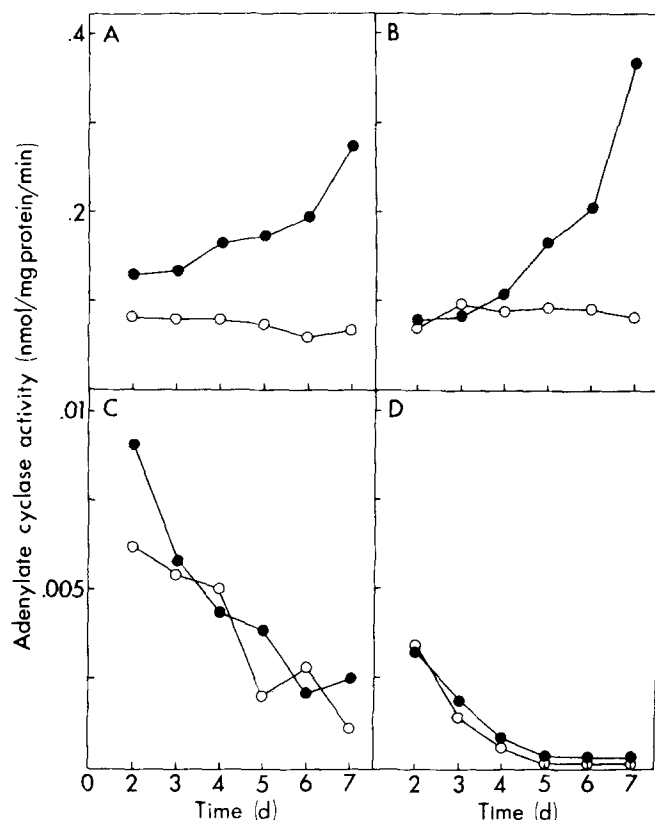 Adenylate cyclase activity (nmol/mg protein/min)
A
B
.4
.2
C
D
.01
.005
0 2 3 4 5 6 7 2 3 4 5 6 7
Time (d) Time (d)